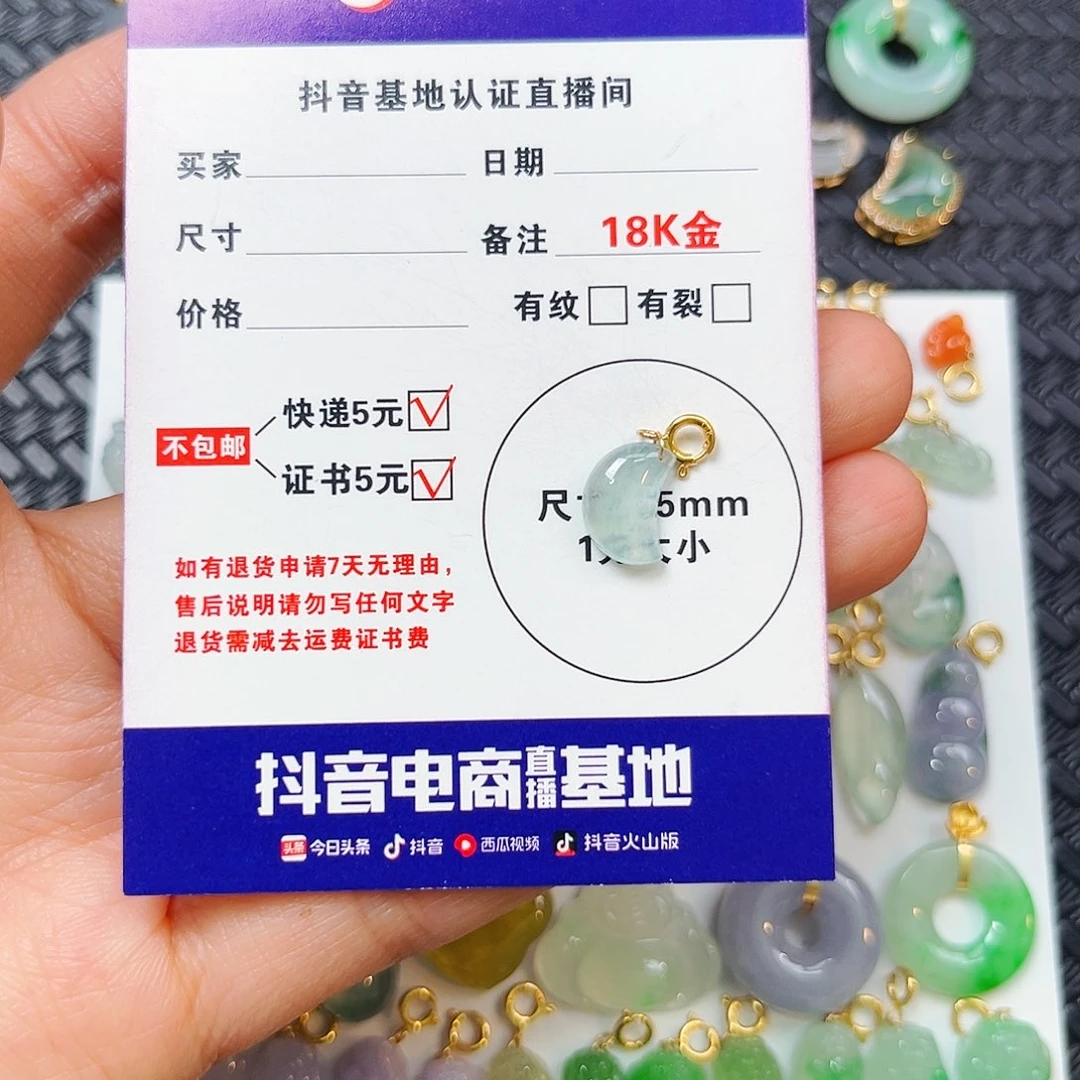 抖音基地认证直播间
买家 日期
尺寸 备注 18K金
价格 有纹 有裂
不包邮
快递5元
证书5元
尺 5mm
1 大小
如有退货申请7天无理由，
售后说明请勿写任何文字
退货需减去运费证书费
抖音电商直播基地
头条 今日头条 抖音 西瓜视频 抖音火山版